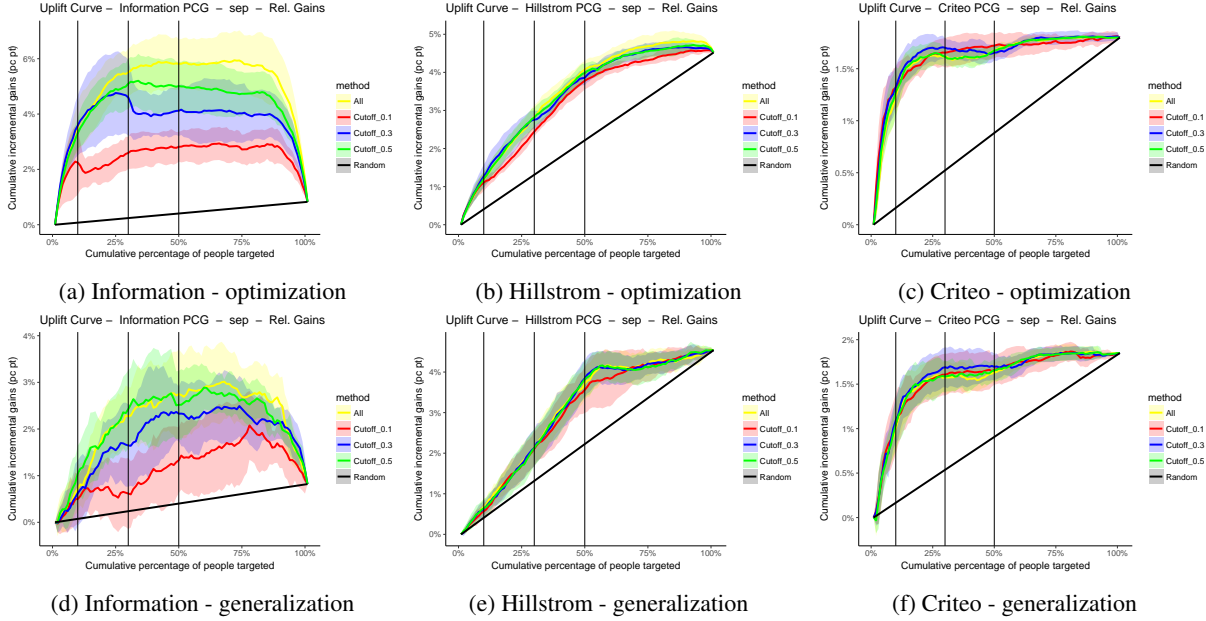 Uplift Curve – Information PCG – sep – Rel. Gains
Cumulative incremental gains (pc pt)
6%
4%
2%
0%
0% 25% 50% 75% 100%
Cumulative percentage of people targeted
method
All
Cutoff_0.1
Cutoff_0.3
Cutoff_0.5
Random
(a) Information - optimization
Uplift Curve – Hillstrom PCG – sep – Rel. Gains
Cumulative incremental gains (pc pt)
5%
4%
3%
2%
1%
0%
0% 25% 50% 75% 100%
Cumulative percentage of people targeted
method
All
Cutoff_0.1
Cutoff_0.3
Cutoff_0.5
Random
(b) Hillstrom - optimization
Uplift Curve – Criteo PCG – sep – Rel. Gains
Cumulative incremental gains (pc pt)
1.5%
1%
0.5%
0%
0% 25% 50% 75% 100%
Cumulative percentage of people targeted
method
All
Cutoff_0.1
Cutoff_0.3
Cutoff_0.5
Random
(c) Criteo - optimization
Uplift Curve – Information PCG – sep – Rel. Gains
Cumulative incremental gains (pc pt)
4%
3%
2%
1%
0%
0% 25% 50% 75% 100%
Cumulative percentage of people targeted
method
All
Cutoff_0.1
Cutoff_0.3
Cutoff_0.5
Random
(d) Information - generalization
Uplift Curve – Hillstrom PCG – sep – Rel. Gains
Cumulative incremental gains (pc pt)
4%
3%
2%
1%
0%
0% 25% 50% 75% 100%
Cumulative percentage of people targeted
method
All
Cutoff_0.1
Cutoff_0.3
Cutoff_0.5
Random
(e) Hillstrom - generalization
Uplift Curve – Criteo PCG – sep – Rel. Gains
Cumulative incremental gains (pc pt)
2%
1.5%
1%
0.5%
0%
0% 25% 50% 75% 100%
Cumulative percentage of people targeted
method
All
Cutoff_0.1
Cutoff_0.3
Cutoff_0.5
Random
(f) Criteo - generalization